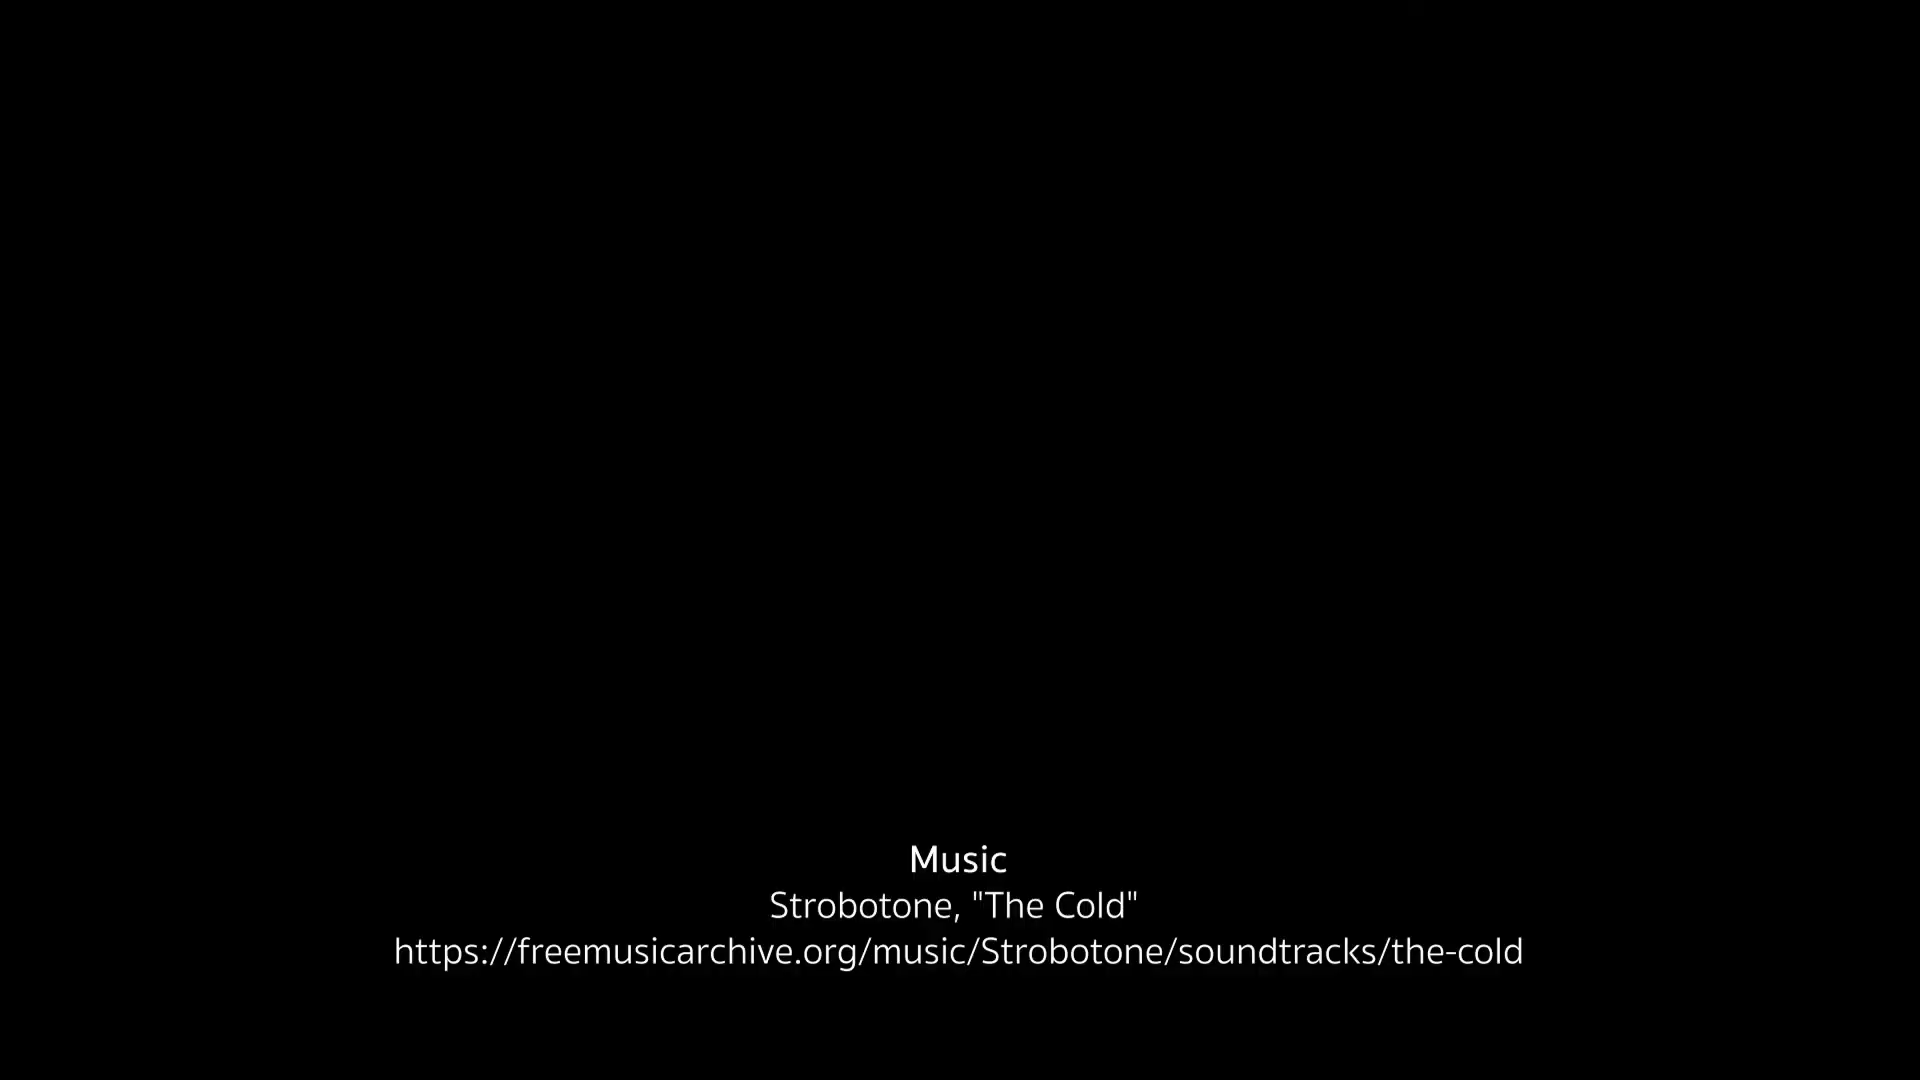 Music
Strobotone, "The Cold"
https://freemusicarchive.org/music/Strobotone/soundtracks/the-cold